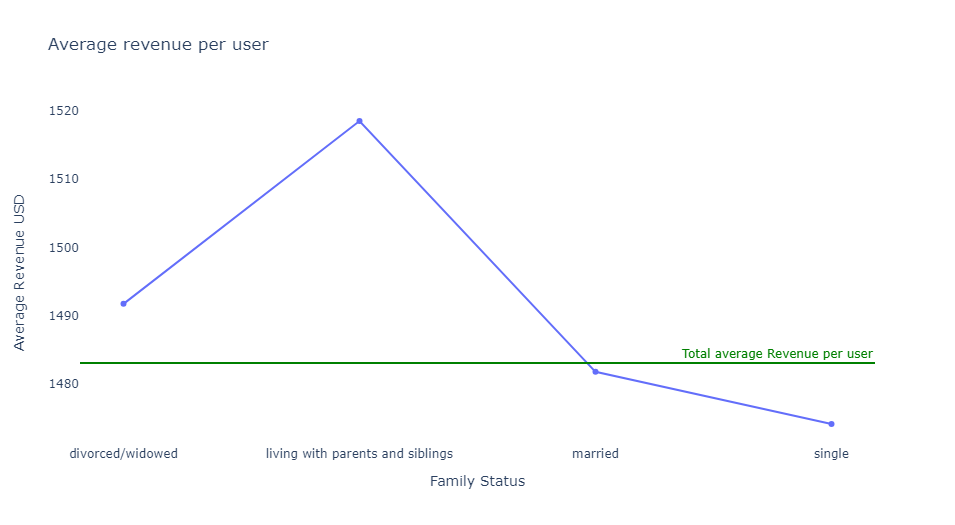 Average revenue per user
1520
1510
1500
1490
1480
Average Revenue USD
Total average Revenue per user
divorced/widowed
living with parents and siblings
married
single
Family Status